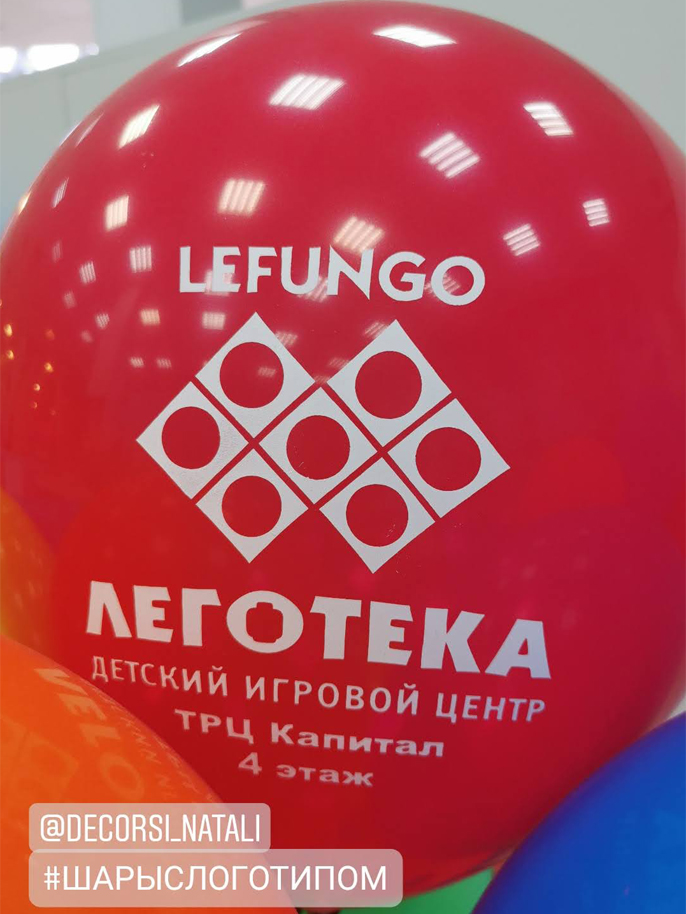 LEFUNGO
ЛЕГОТЕКА
ДЕТСКИЙ ИГРОВОЙ ЦЕНТР
ТРЦ Капитал
4 этаж
@DECORSI_NATALI
#ШАРЫСЛОГОТИПОМ